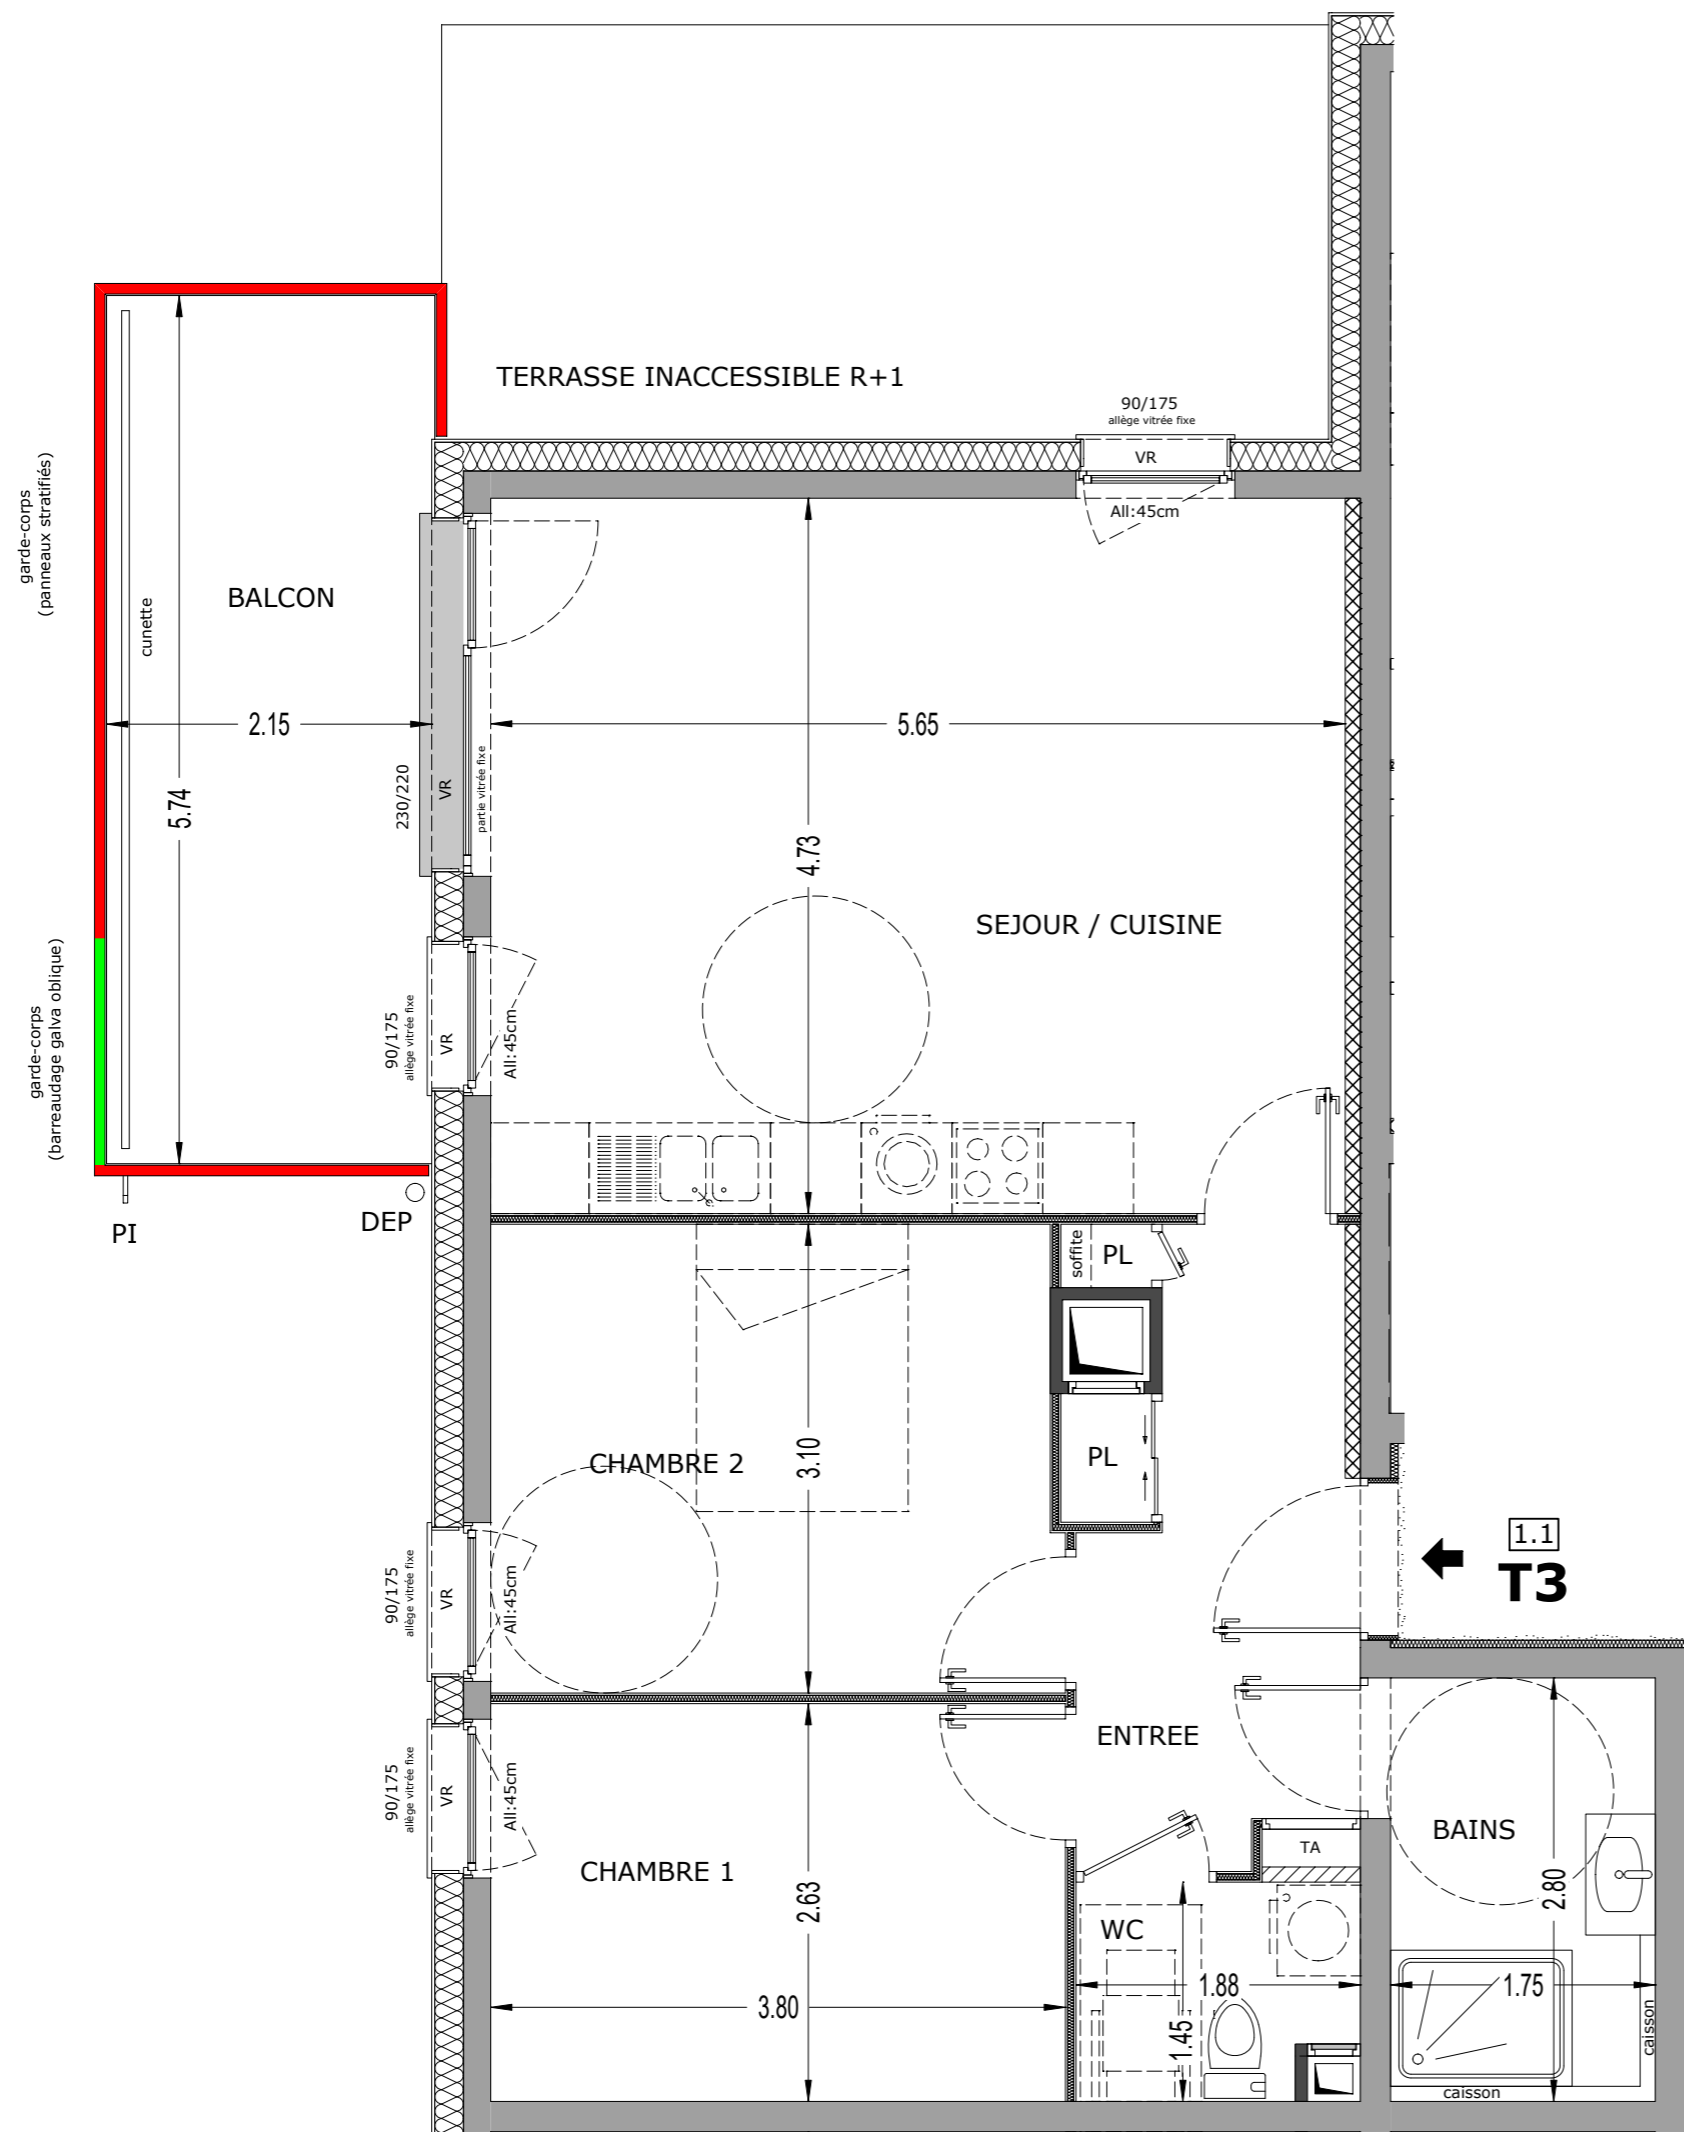 TERRASSE INACCESSIBLE R+1
90/175
allège vitrée fixe
VR
All:45cm
garde-corps
(panneaux stratifiés)
cunette
BALCON
2.15
5.74
230/220
VR
partie vitrée fixe
5.65
4.73
SEJOUR / CUISINE
garde-corps
(barreaudage galva oblique)
90/175
allège vitrée fixe
VR
All:45cm
PI
DEP
soffite
PL
PL
CHAMBRE 2
3.10
90/175
allège vitrée fixe
VR
All:45cm
1.1
T3
ENTREE
90/175
allège vitrée fixe
VR
All:45cm
CHAMBRE 1
2.63
3.80
TA
WC
1.88
1.45
BAINS
2.80
1.75
caisson
caisson